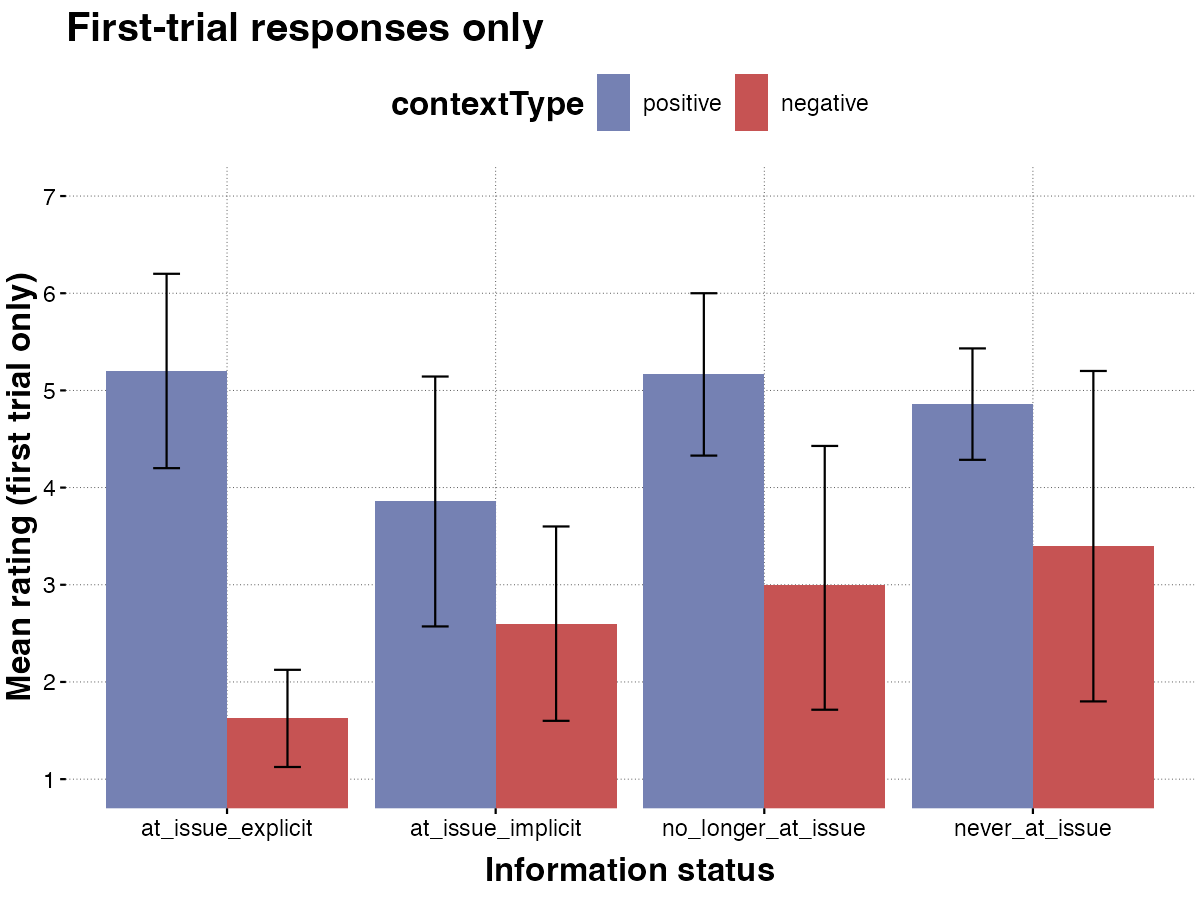 First-trial responses only
contextType positive negative
Mean rating (first trial only)
7
6
5
4
3
2
1
at_issue_explicit at_issue_implicit no_longer_at_issue never_at_issue
Information status